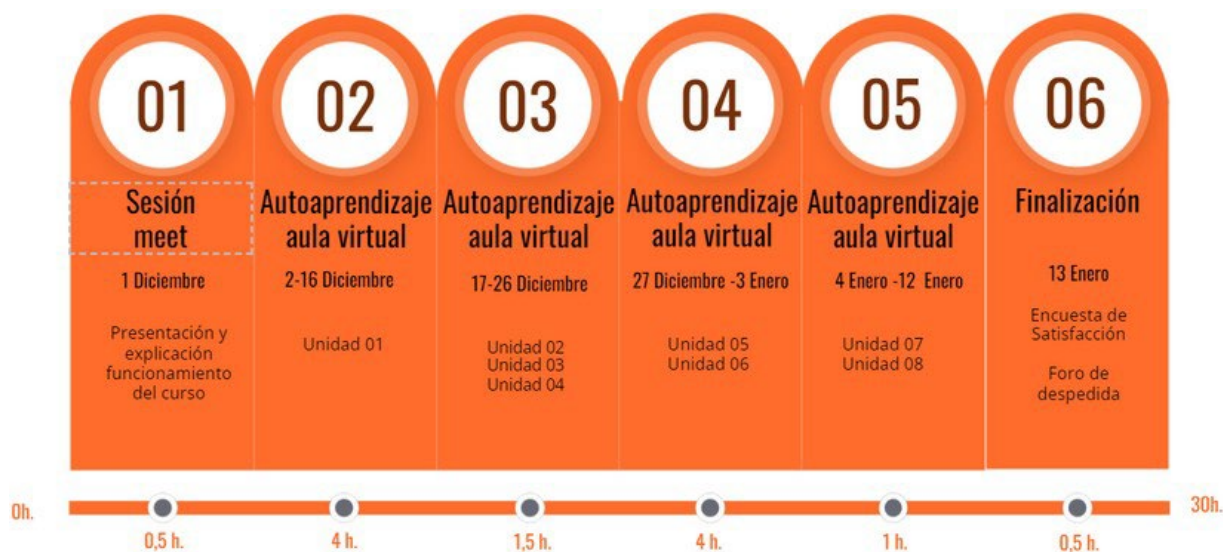 01
Sesión
meet
1 Diciembre
Presentación y
explicación
funcionamiento
del curso
02
Autoaprendizaje
aula virtual
2-16 Diciembre
Unidad 01
03
Autoaprendizaje
aula virtual
17-26 Diciembre
Unidad 02
Unidad 03
Unidad 04
04
Autoaprendizaje
aula virtual
27 Diciembre -3 Enero
Unidad 05
Unidad 06
05
Autoaprendizaje
aula virtual
4 Enero -12 Enero
Unidad 07
Unidad 08
06
Finalización
13 Enero
Encuesta de
Satisfacción
Foro de
despedida
0h.
0,5 h.
4 h.
1,5 h.
4 h.
1 h.
0,5 h.
30h.